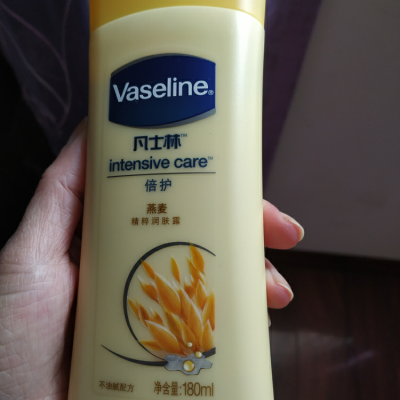 Vaseline®
凡士林™
intensive care™
倍护
燕麦
精粹润肤露
不油腻配方
净含量:180ml